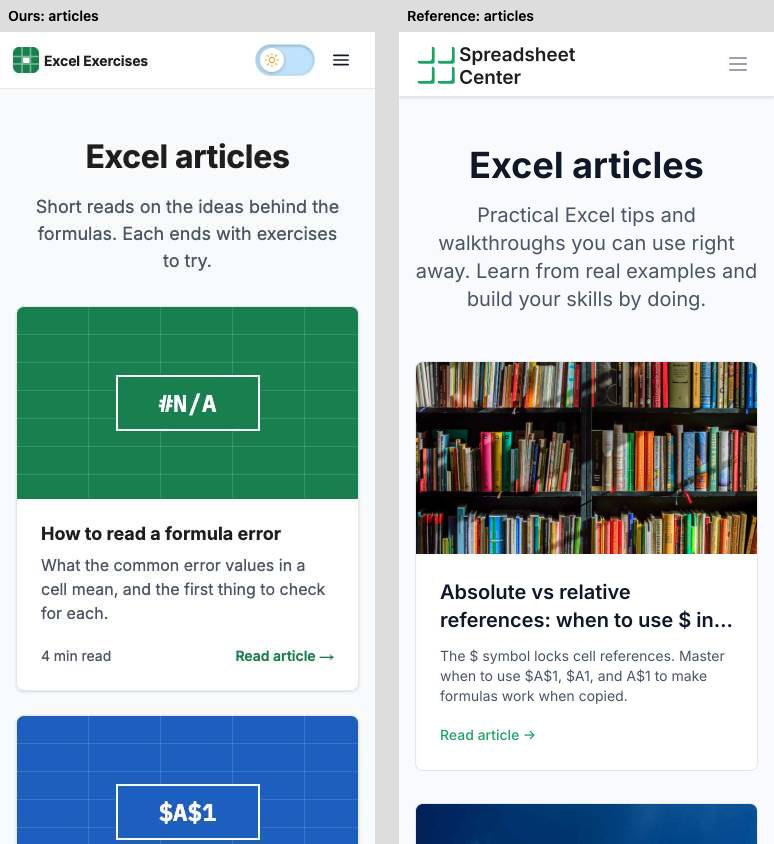 Ours: articles
Excel Exercises
Excel articles
Short reads on the ideas behind the
formulas. Each ends with exercises
to try.
#N/A
How to read a formula error
What the common error values in a
cell mean, and the first thing to check
for each.
4 min read
Read article →
$A$1
Reference: articles
Spreadsheet
Center
Excel articles
Practical Excel tips and
walkthroughs you can use right
away. Learn from real examples and
build your skills by doing.
Absolute vs relative
references: when to use $ in...
The $ symbol locks cell references. Master
when to use $A$1, $A1, and A$1 to make
formulas work when copied.
Read article →